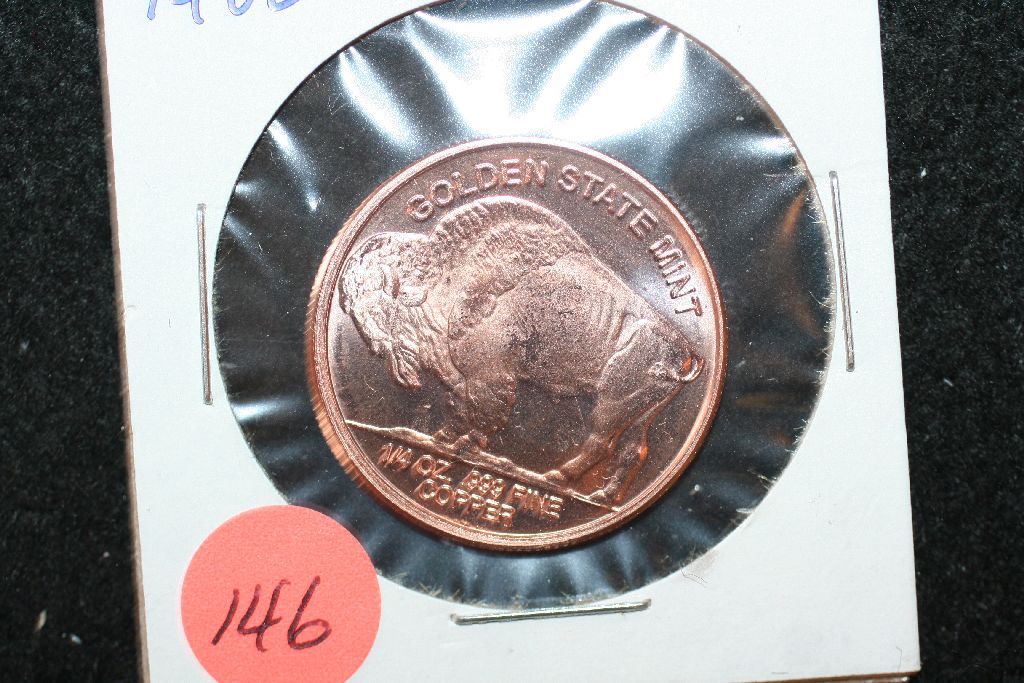 GOLDEN STATE MINT
1/4 OZ. .999 FINE
COPPER
146